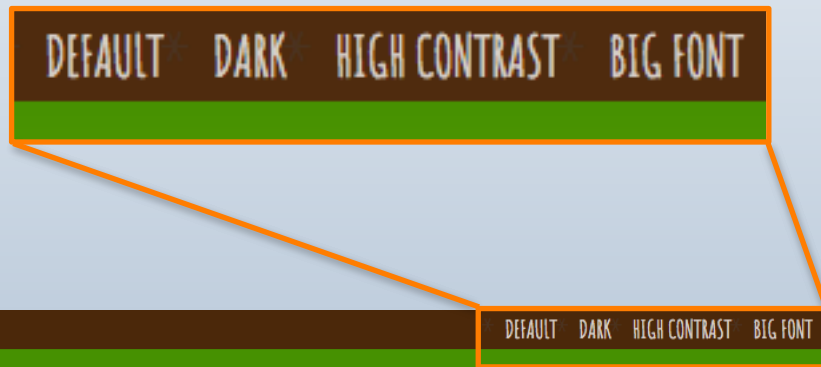 DEFAULT* DARK* HIGH CONTRAST* BIG FONT
DEFAULT DARK HIGH CONTRAST BIG FONT